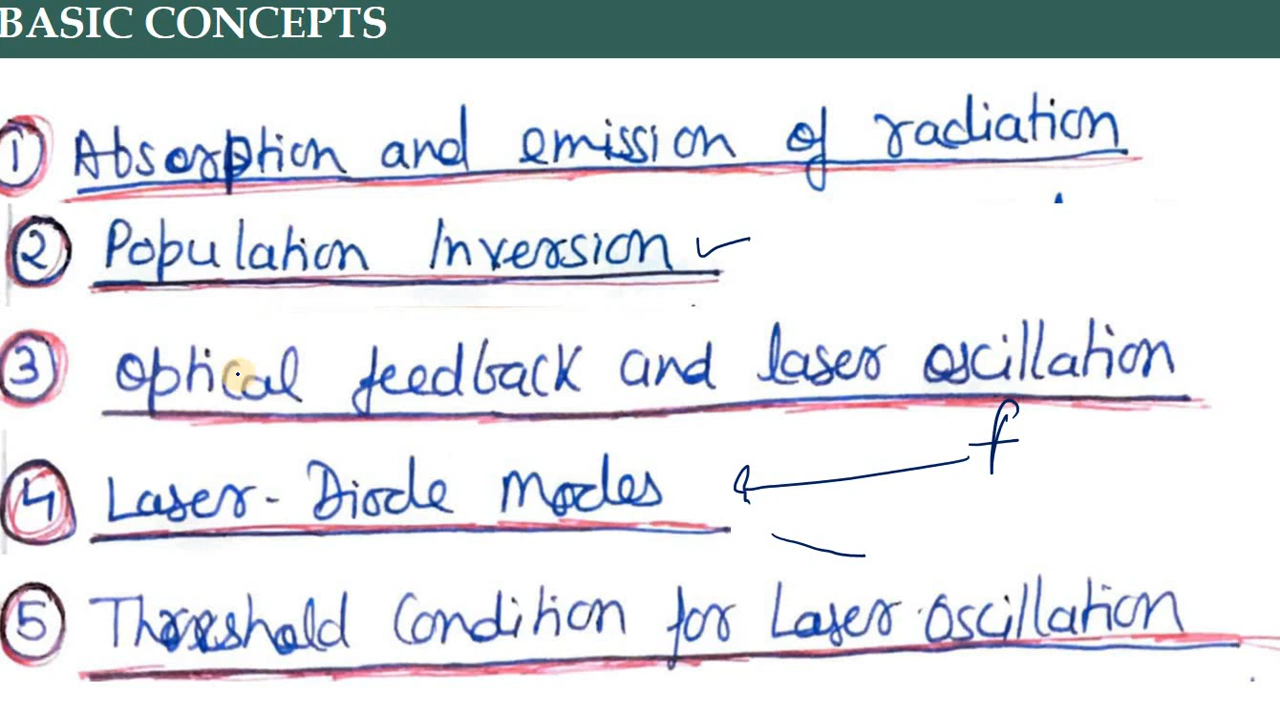 BASIC CONCEPTS
1 Absorption and emission of radiation
2 Population Inversion
3 optical feedback and laser oscillation
4 Laser-Diode Modes
f
5 Threshold Condition for Laser oscillation